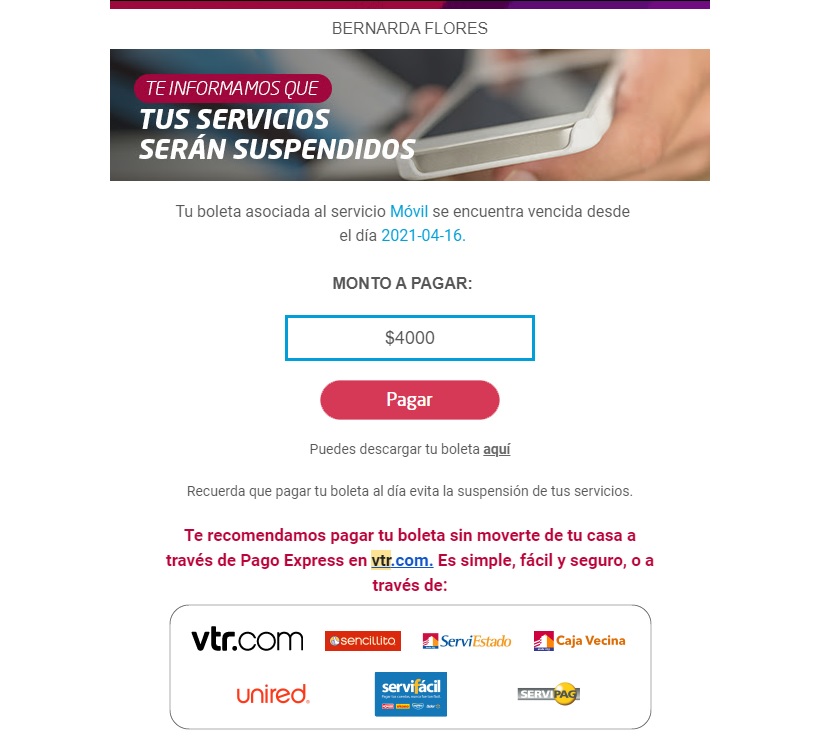 BERNARDA FLORES
TE INFORMAMOS QUE
TUS SERVICIOS
SERÁN SUSPENDIDOS
Tu boleta asociada al servicio Móvil se encuentra vencida desde
el día 2021-04-16.
MONTO A PAGAR:
$4000
Pagar
Puedes descargar tu boleta aquí
Recuerda que pagar tu boleta al día evita la suspensión de tus servicios.
Te recomendamos pagar tu boleta sin moverte de tu casa a
través de Pago Express en vtr.com. Es simple, fácil y seguro, o a
través de:
vtr.com sencillito ServiEstado Caja Vecina
unired. servifácil SERVIPAG